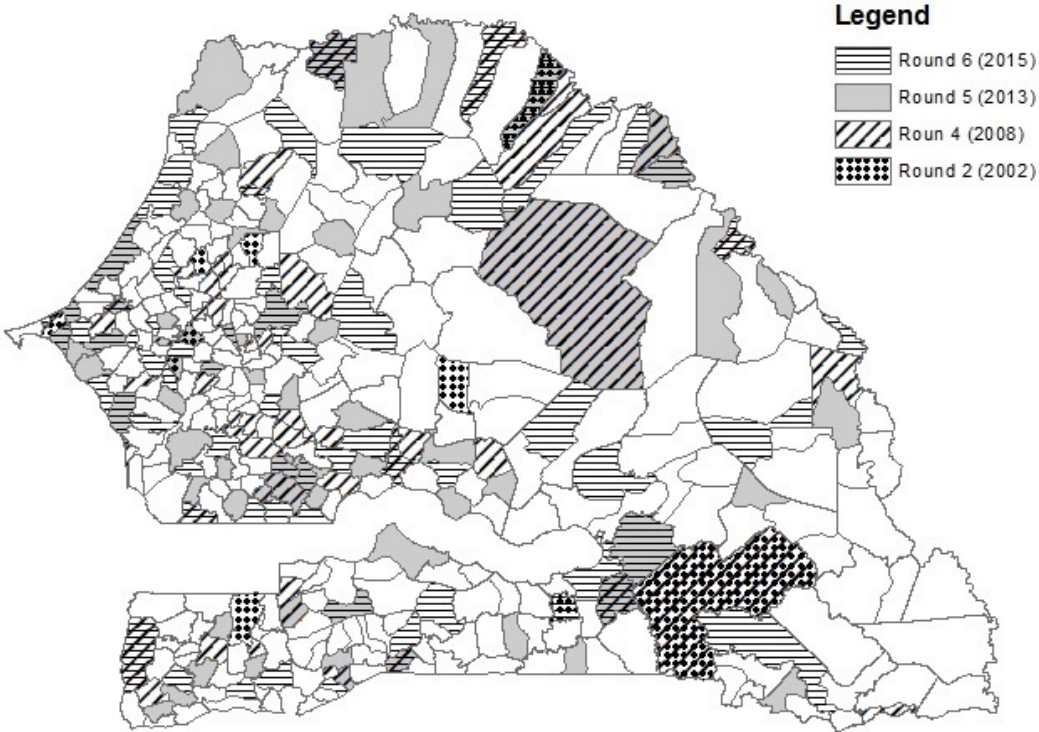 Legend
Round 6 (2015)
Round 5 (2013)
Roun 4 (2008)
Round 2 (2002)